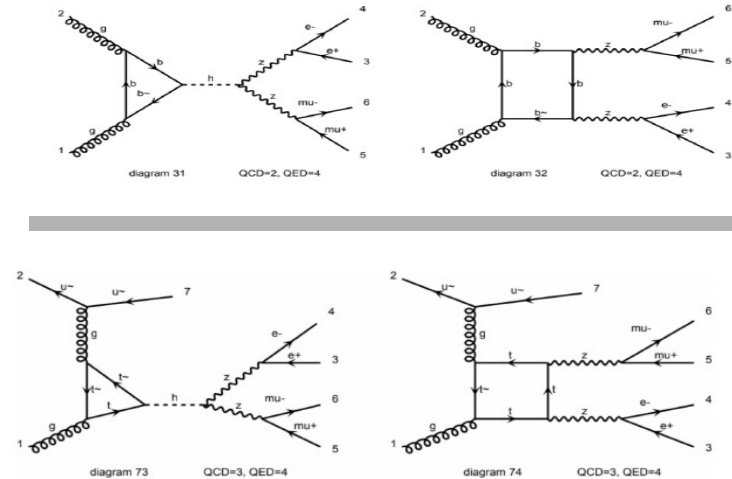 2 g b b b~ g 1 h z z e- e+ mu- mu+ 4 3 6 5
diagram 31 QCD=2, QED=4
2 g b b b b~ g 1 z z mu- mu+ e- e+ 6 5 4 3
diagram 32 QCD=2, QED=4
2 u~ u~ 7 g t~ t~ t g 1 h z z e- e+ mu- mu+ 4 3 6 5
diagram 73 QCD=3, QED=4
2 u~ u~ 7 g t t~ t t g 1 z z mu- mu+ e- e+ 6 5 4 3
diagram 74 QCD=3, QED=4